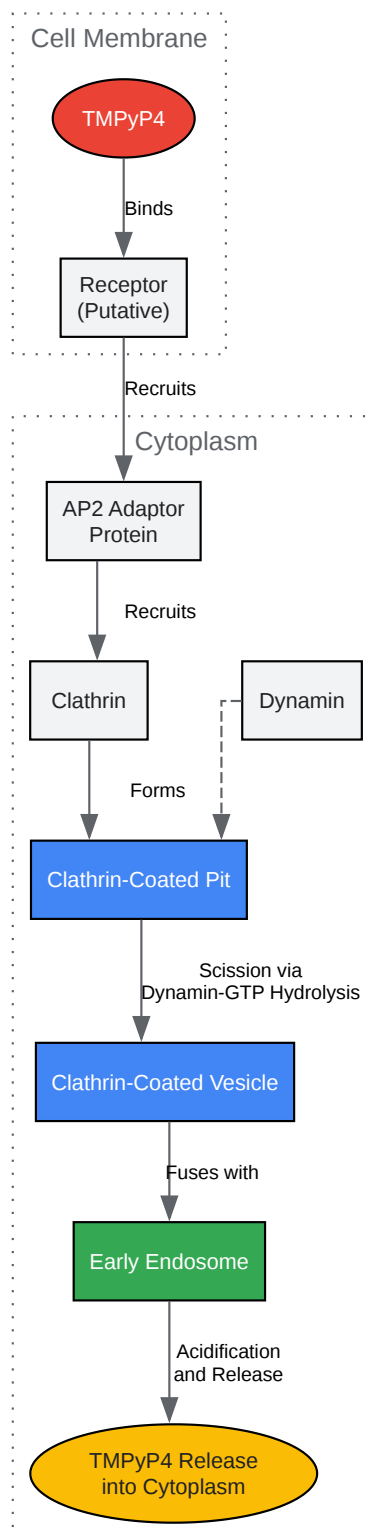 Cell Membrane
TMPyP4
Binds
Receptor
(Putative)
Recruits
Cytoplasm
AP2 Adaptor
Protein
Recruits
Clathrin
Dynamin
Forms
Clathrin-Coated Pit
Scission via
Dynamin-GTP Hydrolysis
Clathrin-Coated Vesicle
Fuses with
Early Endosome
Acidification
and Release
TMPyP4 Release
into Cytoplasm